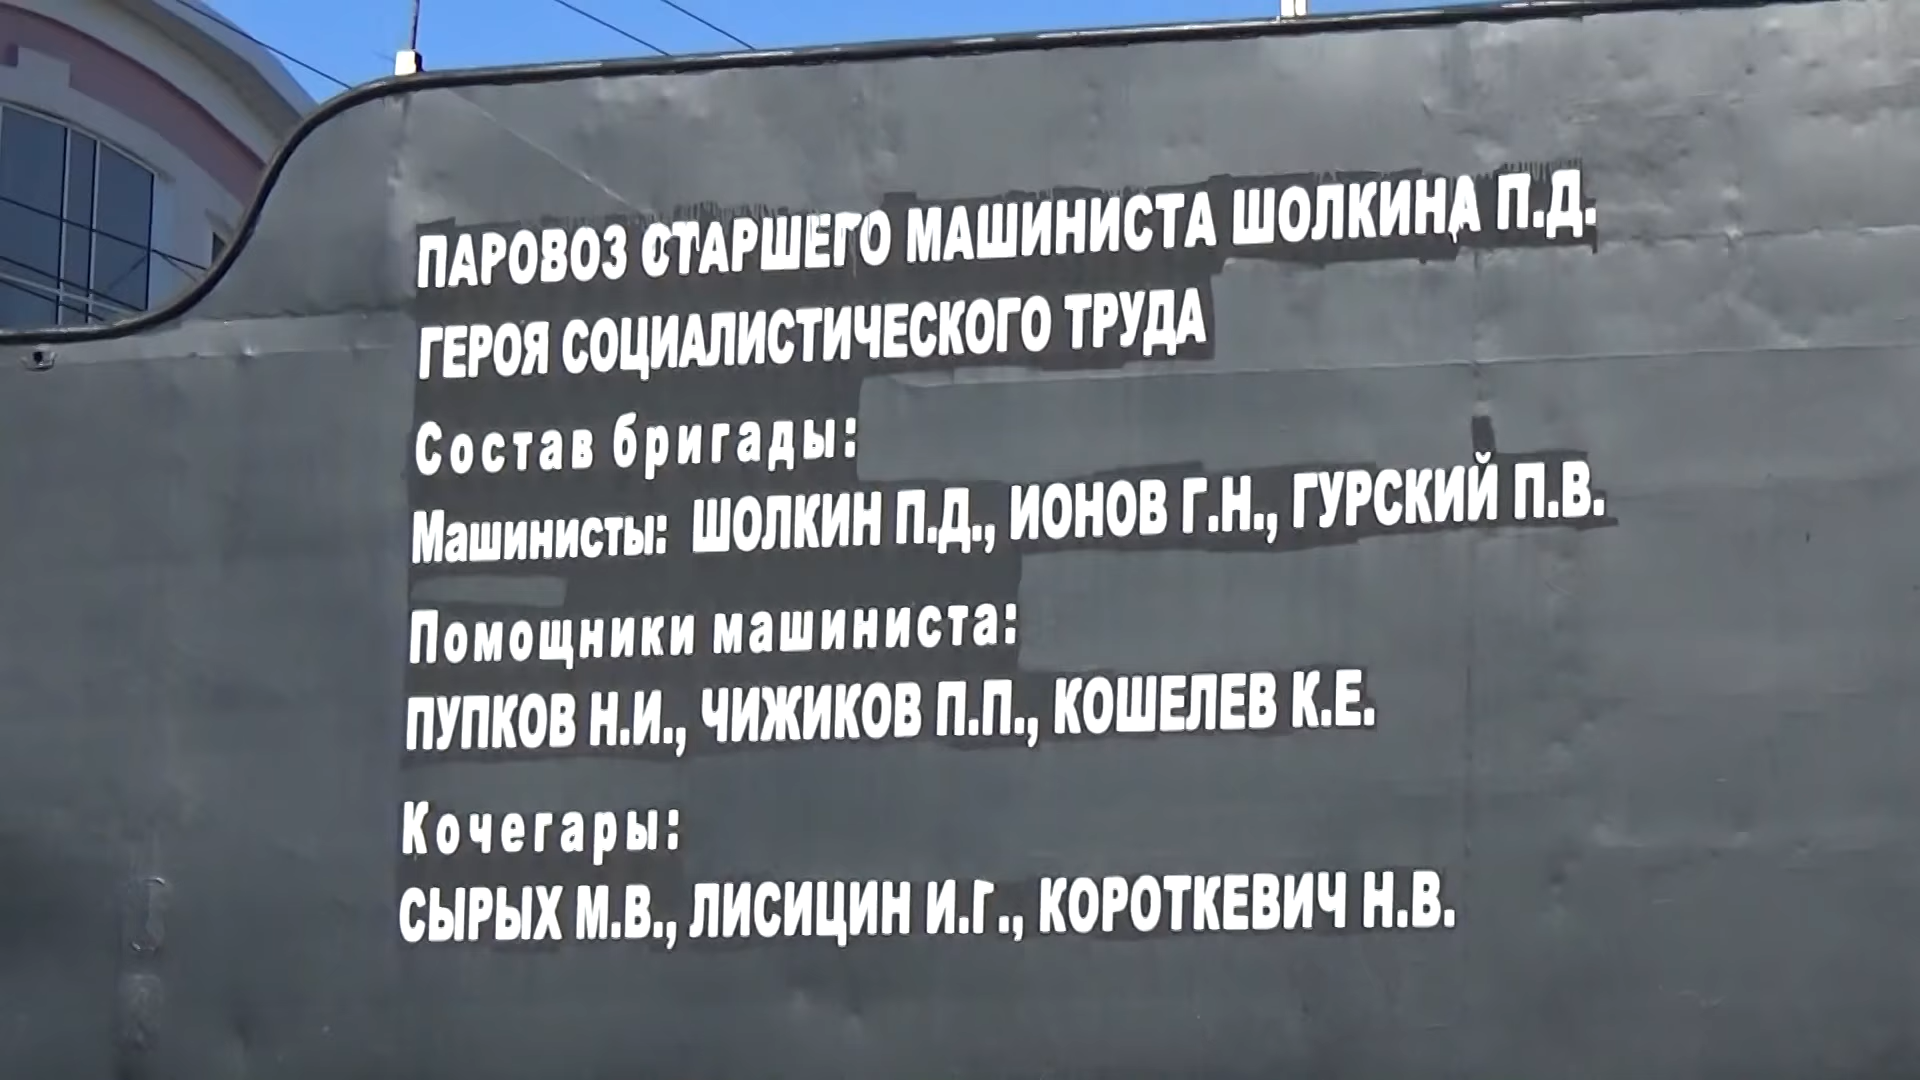 ПАРОВОЗ СТАРШЕГО МАШИНИСТА ШОЛКИНА П.Д.
ГЕРОЯ СОЦИАЛИСТИЧЕСКОГО ТРУДА
Состав бригады:
Машинисты: ШОЛКИН П.Д., ИОНОВ Г.Н., ГУРСКИЙ П.В.
Помощники машиниста:
ПУПКОВ Н.И., ЧИЖИКОВ П.П., КОШЕЛЕВ К.Е.
Кочегары:
СЫРЫХ М.В., ЛИСИЦИН И.Г., КОРОТКЕВИЧ Н.В.